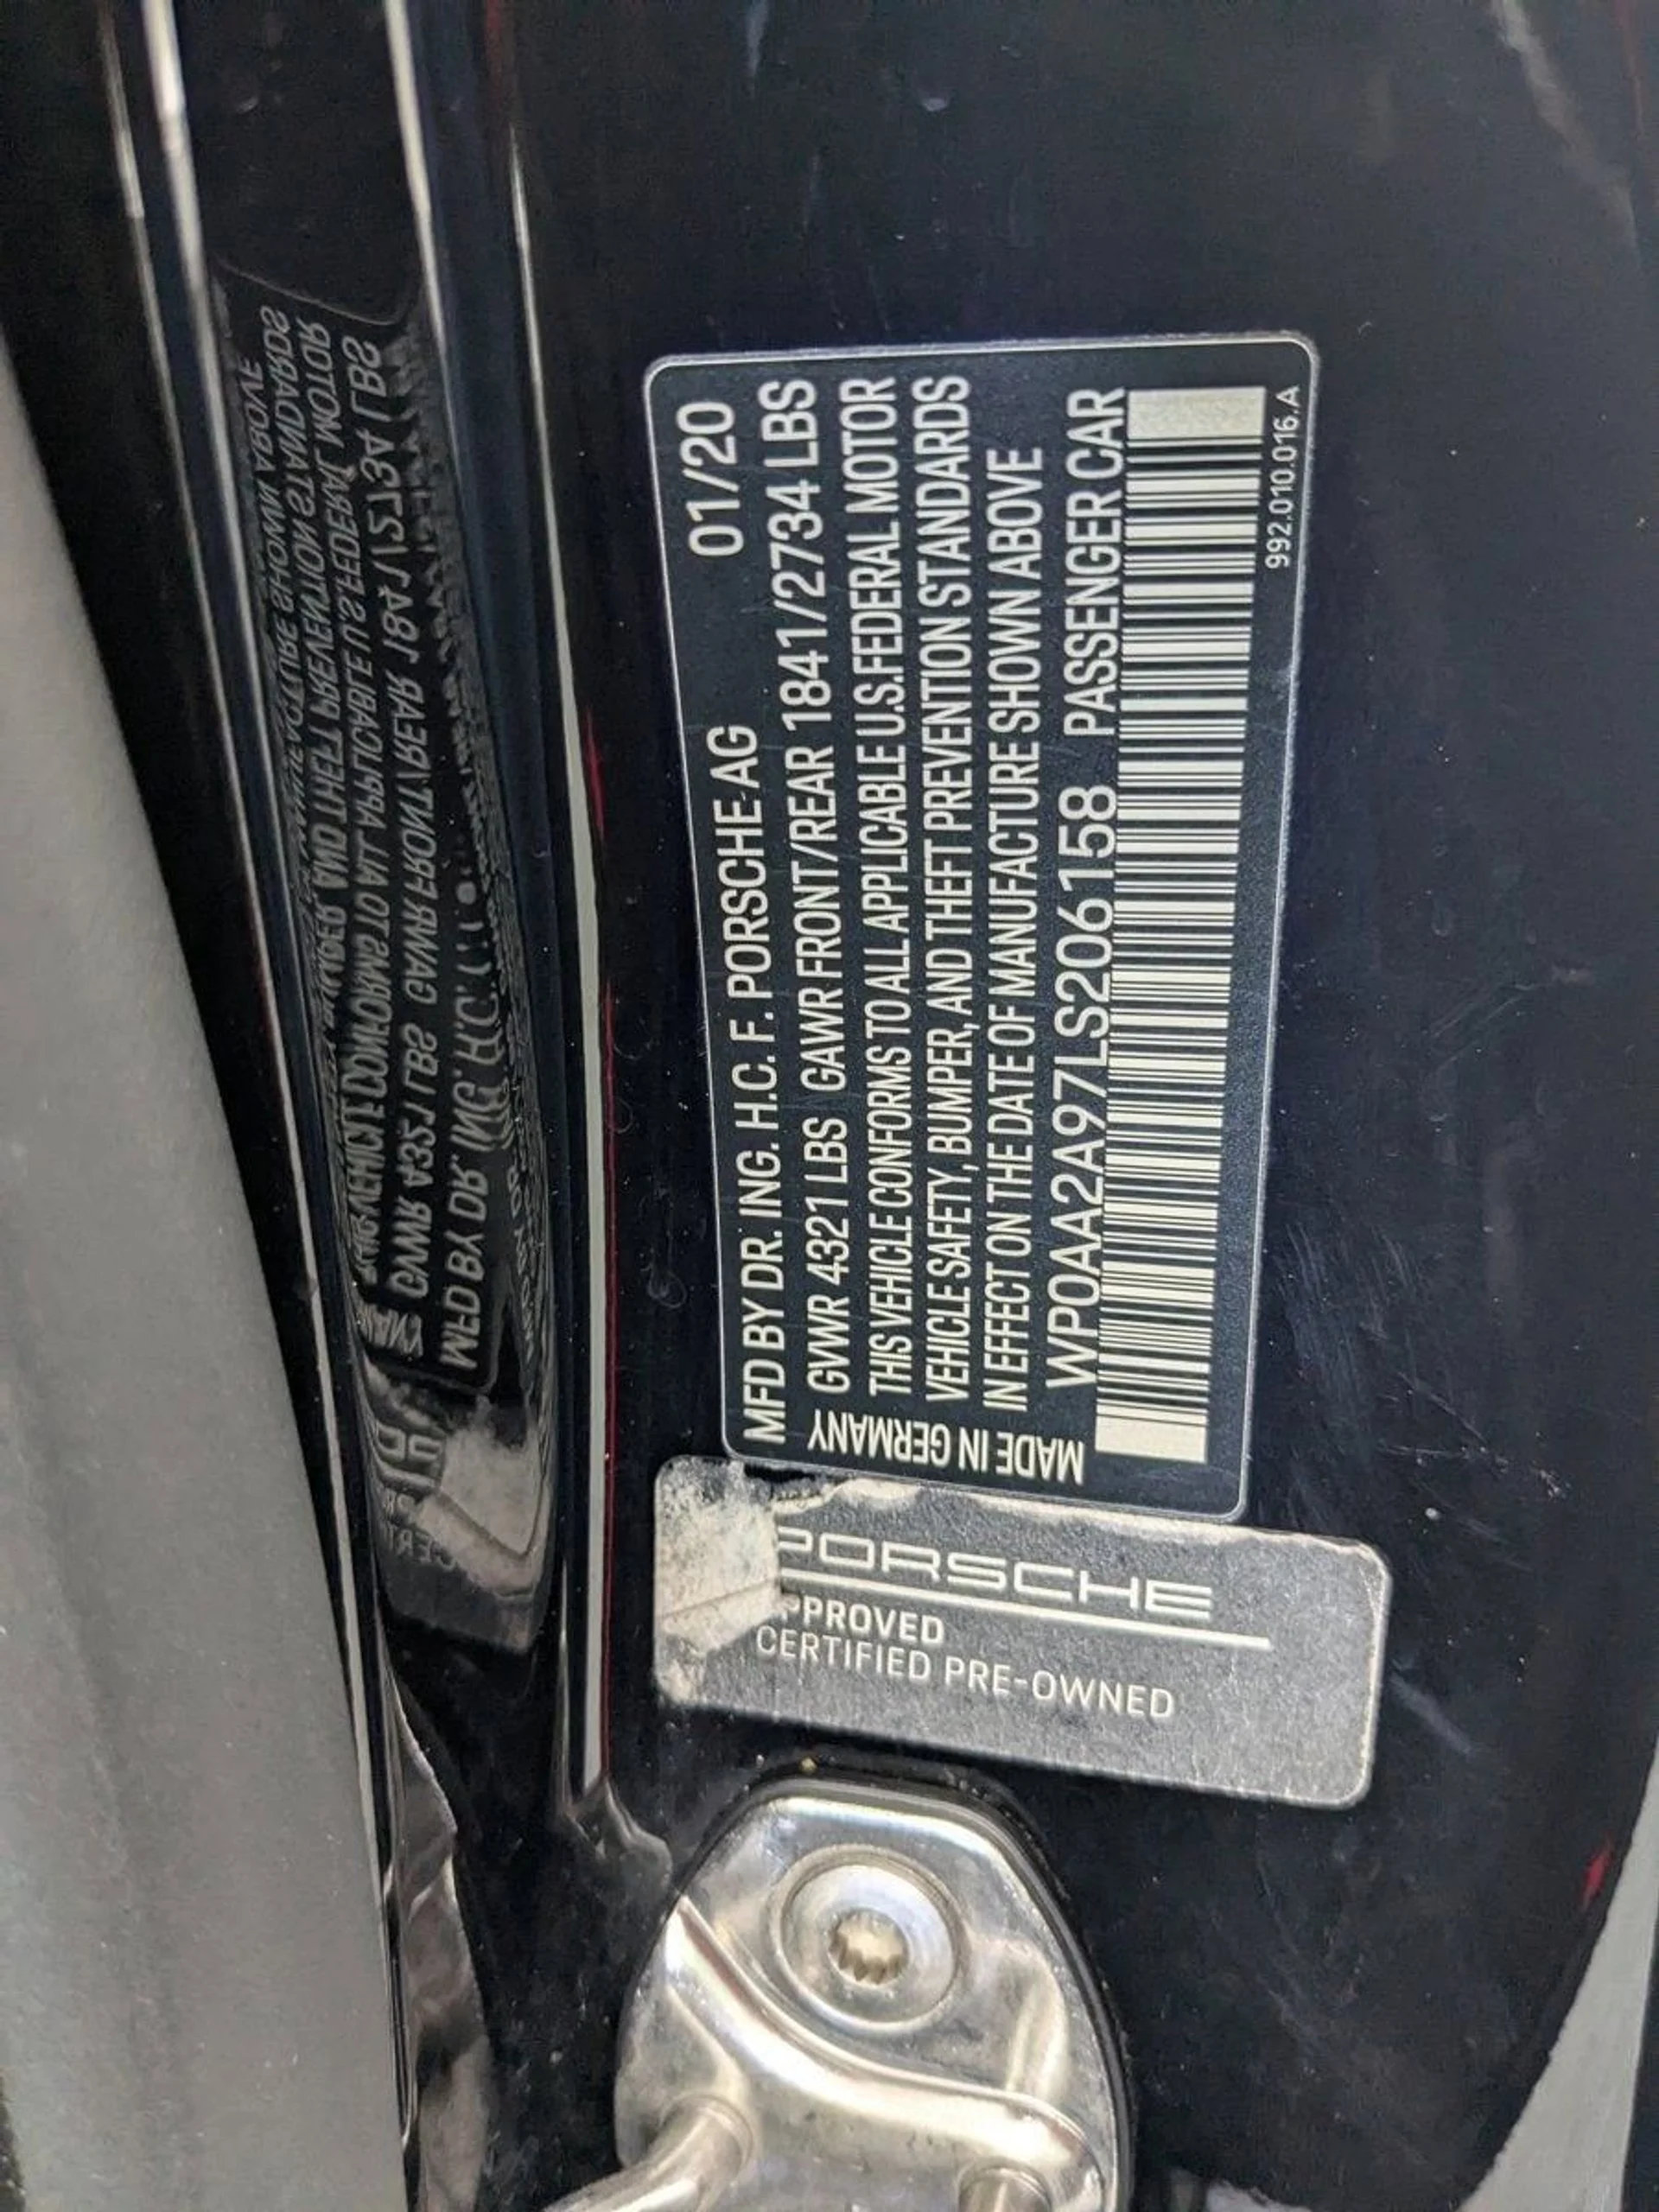 MFD BY DR. ING. H.C. F. PORSCHE AG 01/20
GVWR 4321 LBS GAWR FRONT/REAR 1841/2734 LBS
THIS VEHICLE CONFORMS TO ALL APPLICABLE U.S.FEDERAL MOTOR
VEHICLE SAFETY, BUMPER, AND THEFT PREVENTION STANDARDS
IN EFFECT ON THE DATE OF MANUFACTURE SHOWN ABOVE
WP0AA2A97LS206158 PASSENGER CAR
MADE IN GERMANY
992.010.016.A
PORSCHE
PPROVED
CERTIFIED PRE-OWNED